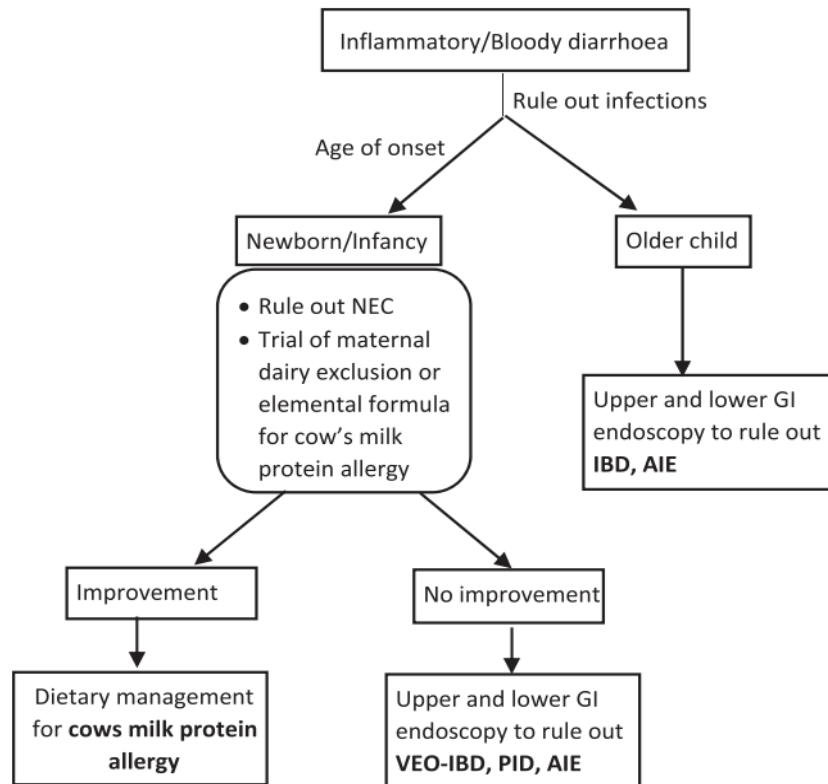 Inflammatory/Bloody diarrhoea
Rule out infections
Age of onset
Newborn/Infancy
Older child
• Rule out NEC
• Trial of maternal
dairy exclusion or
elemental formula
for cow's milk
protein allergy
Upper and lower GI
endoscopy to rule out
IBD, AIE
Improvement
No improvement
Dietary management
for cows milk protein
allergy
Upper and lower GI
endoscopy to rule out
VEO-IBD, PID, AIE